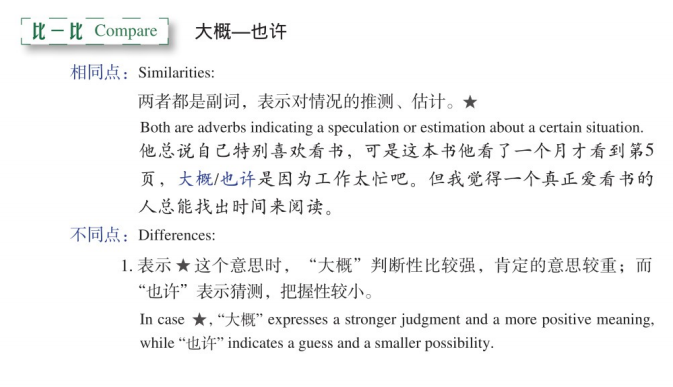 比一比 Compare 大概—也许
相同点：Similarities:
两者都是副词，表示对情况的推测、估计。★
Both are adverbs indicating a speculation or estimation about a certain situation.
他总说自己特别喜欢看书，可是这本书他看了一个月才看到第5
页，大概/也许是因为工作太忙吧。但我觉得一个真正爱看书的
人总能找出时间来阅读。
不同点：Differences:
1. 表示 ★ 这个意思时，“大概”判断性比较强，肯定的意思较重；而
“也许”表示猜测，把握性较小。
In case ★, “大概” expresses a stronger judgment and a more positive meaning,
while “也许” indicates a guess and a smaller possibility.